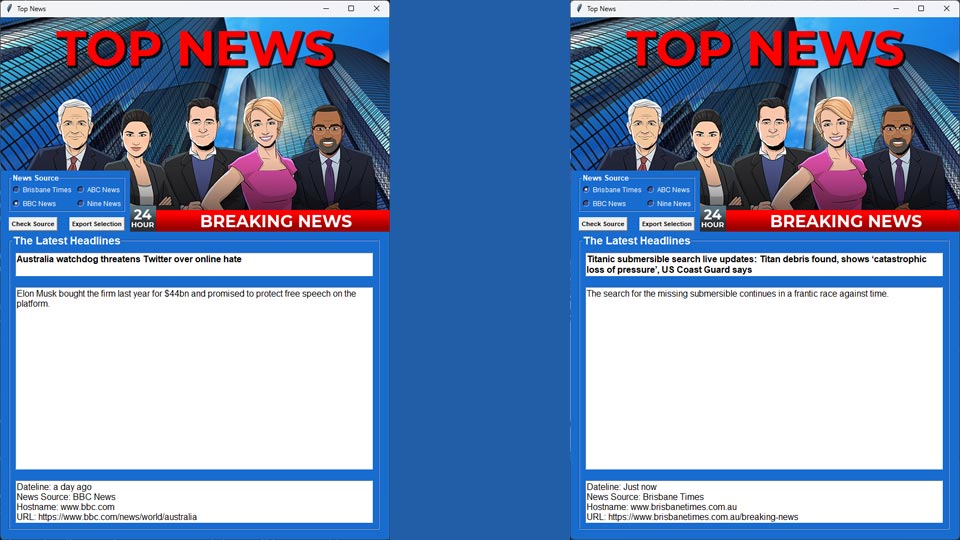 Top News
TOP NEWS
News Source
Brisbane Times
ABC News
BBC News
Nine News
Check Source
Export Selection
24
HOUR
BREAKING NEWS
The Latest Headlines
Australia watchdog threatens Twitter over online hate
Elon Musk bought the firm last year for $44bn and promised to protect free speech on the
platform.
Dateline: a day ago
News Source: BBC News
Hostname: www.bbc.com
URL: https://www.bbc.com/news/world/australia
Top News
TOP NEWS
News Source
Brisbane Times
ABC News
BBC News
Nine News
Check Source
Export Selection
24
HOUR
BREAKING NEWS
The Latest Headlines
Titanic submersible search live updates: Titan debris found, shows ‘catastrophic
loss of pressure’, US Coast Guard says
The search for the missing submersible continues in a frantic race against time.
Dateline: Just now
News Source: Brisbane Times
Hostname: www.brisbanetimes.com.au
URL: https://www.brisbanetimes.com.au/breaking-news